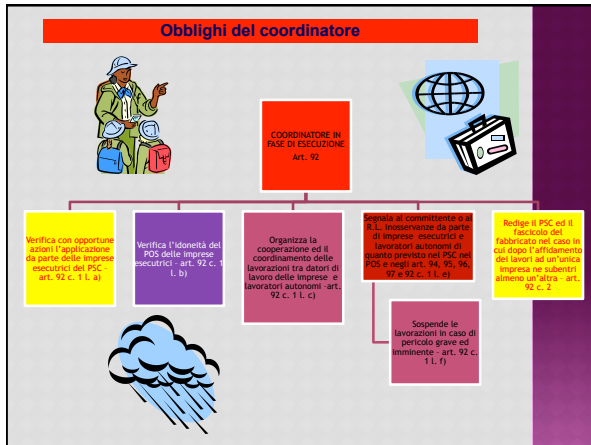 Obblighi del coordinatore
COORDINATORE IN
FASE DI ESECUZIONE
Art. 92
Verifica con opportune
azioni l'applicazione
da parte delle imprese
esecutrici del PSC –
art. 92 c. 1 l. a)
Verifica l'idoneità del
POS delle imprese
esecutrici – art. 92 c. 1
l. b)
Organizza la
cooperazione ed il
coordinamento delle
lavorazioni tra datori di
lavoro delle imprese e
lavoratori autonomi –art.
92 c. 1 l. c)
Segnala al committente o al
R.L. inosservanze da parte
di imprese esecutrici e
lavoratori autonomi di
quanto previsto nel PSC nel
POS e negli artt. 94, 95, 96,
97 e 92 c. 1 l. e)
Redige il PSC ed il
fascicolo del
fabbricato nel caso in
cui dopo l'affidamento
dei lavori ad un'unica
impresa ne subentri
almeno un'altra – art.
92 c. 2
Sospende le
lavorazioni in caso di
pericolo grave ed
imminente – art. 92 c.
1 l. f)